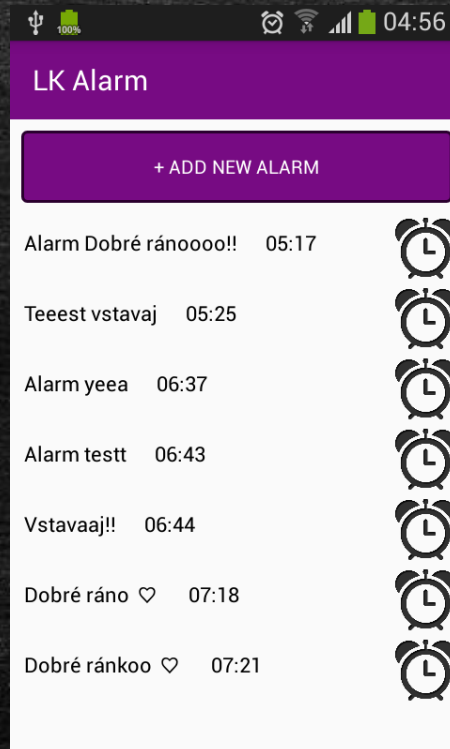 100%
04:56
LK Alarm
+ ADD NEW ALARM
Alarm Dobré ránoooo!! 05:17
Teeest vstavaj 05:25
Alarm yeea 06:37
Alarm testt 06:43
Vstavaaj!! 06:44
Dobré ráno ♡ 07:18
Dobré ránkoo ♡ 07:21